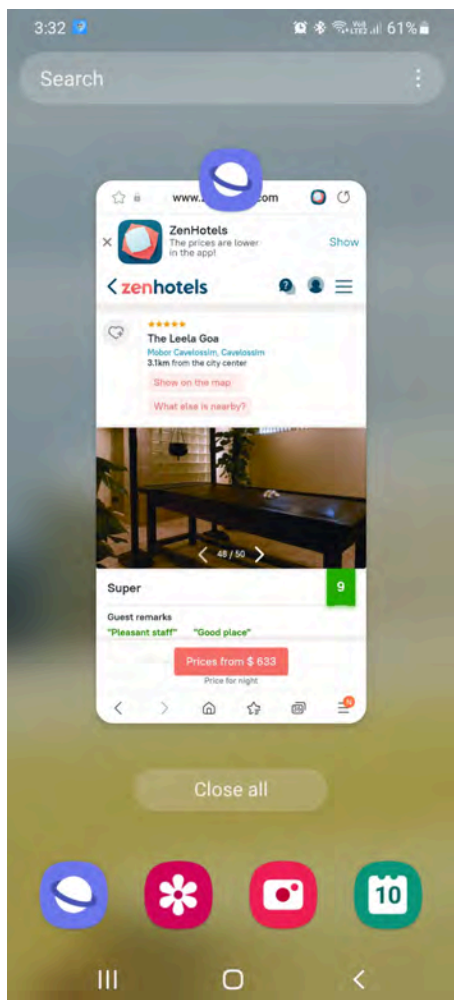 3:32
61%
Search
ZenHotels
The prices are lower
in the app!
Show
zenhotels
The Leela Goa
Mobor Cavelossim, Cavelossim
3.1km from the city center
Show on the map
What else is nearby?
48 / 50
Super
9
Guest remarks
"Pleasant staff" "Good place"
Prices from $ 633
Price for night
Close all
10